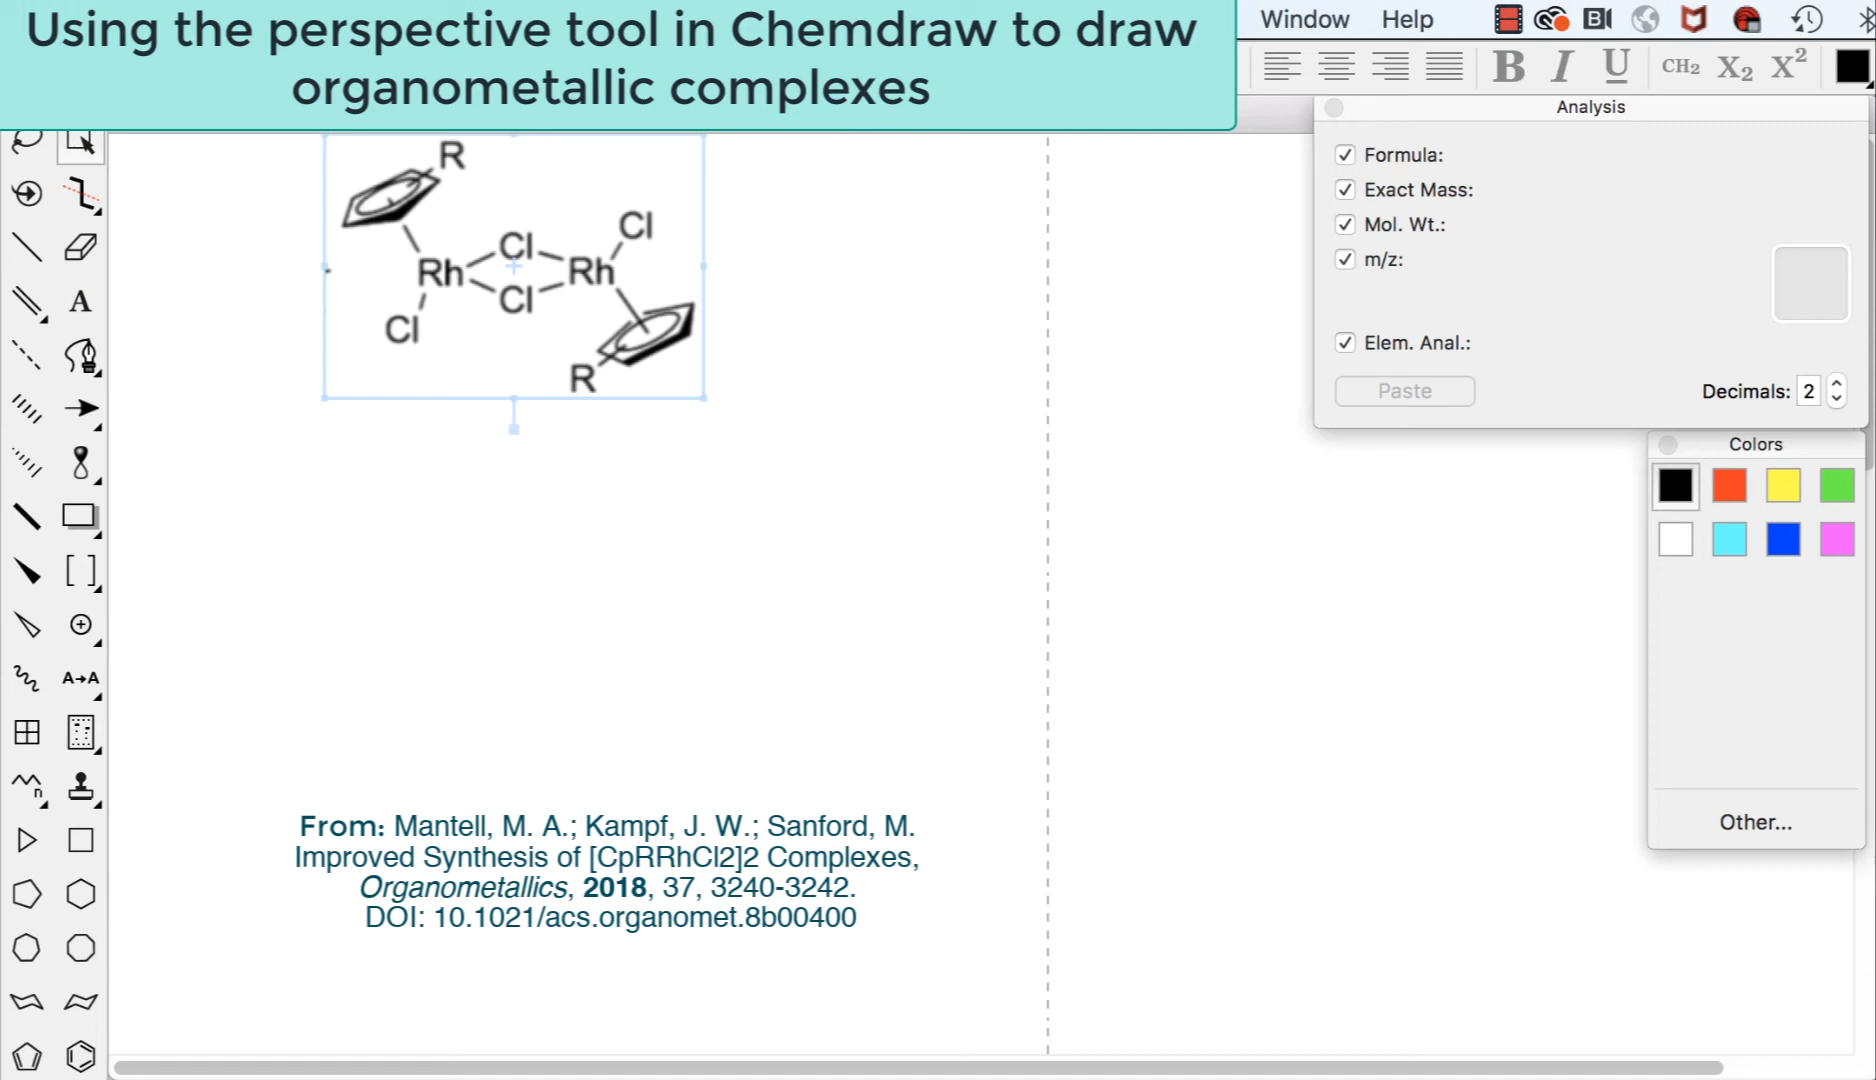 Using the perspective tool in Chemdraw to draw
organometallic complexes
Window Help
B I U CH2 X2 X2
Analysis
Formula:
Exact Mass:
Mol. Wt.:
m/z:
Elem. Anal.:
Paste
Decimals: 2
Colors
Other...
A
A→A
n
R
Cl
Cl
Rh
Rh
Cl
Cl
R
From: Mantell, M. A.; Kampf, J. W.; Sanford, M.
Improved Synthesis of [CpRRhCl2]2 Complexes,
Organometallics, 2018, 37, 3240-3242.
DOI: 10.1021/acs.organomet.8b00400